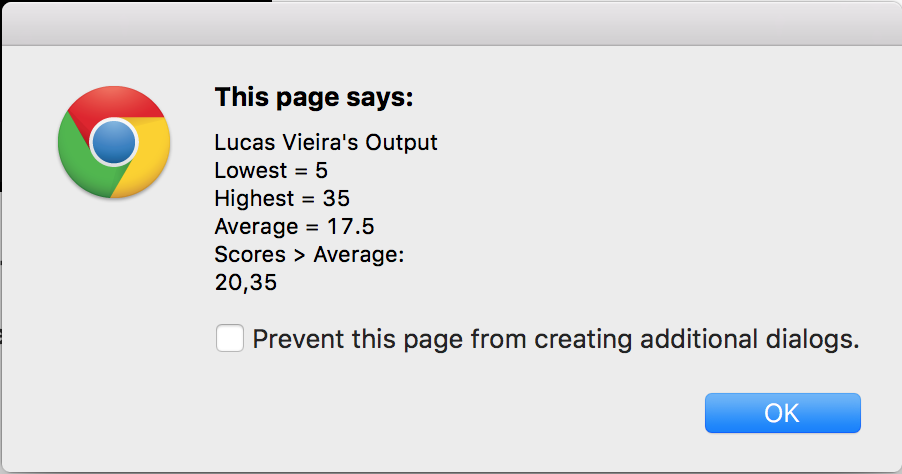 This page says:
Lucas Vieira's Output
Lowest = 5
Highest = 35
Average = 17.5
Scores > Average:
20,35
Prevent this page from creating additional dialogs.
OK